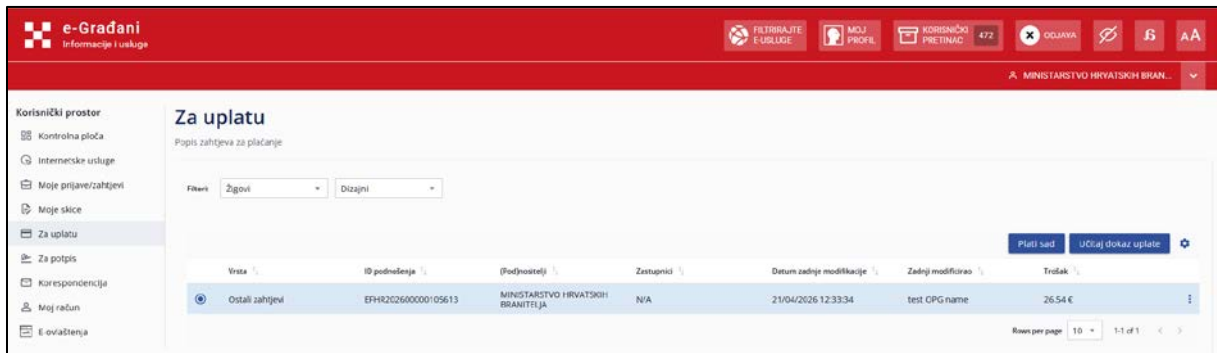 e-Građani
Informacije i usluge
FILTRIRAJTE
E-USLUGE
MOJ
PROFIL
KORISNIČKI
PRETINAC
472
ODJAVA
AA
MINISTARSTVO HRVATSKIH BRAN...
Korisnički prostor
Kontrolna ploča
Internetske usluge
Moje prijave/zahtjevi
Moje skice
Za uplatu
Za potpis
Korespondencija
Moj račun
E-ovlaštenja
Za uplatu
Popis zahtjeva za plaćanje
Filteri: Žigovi Dizajni
Plati sad Učitaj dokaz uplate
Vrsta ID podnošenja (Pod)nositelji Zastupnici Datum zadnje modifikacije Zadnji modificirao Trošak
Ostali zahtjevi EFHR202600000105613 MINISTARSTVO HRVATSKIH BRANITELJA N/A 21/04/2026 12:33:34 test OPG name 26.54 €
Rows per page 10 1-1 of 1